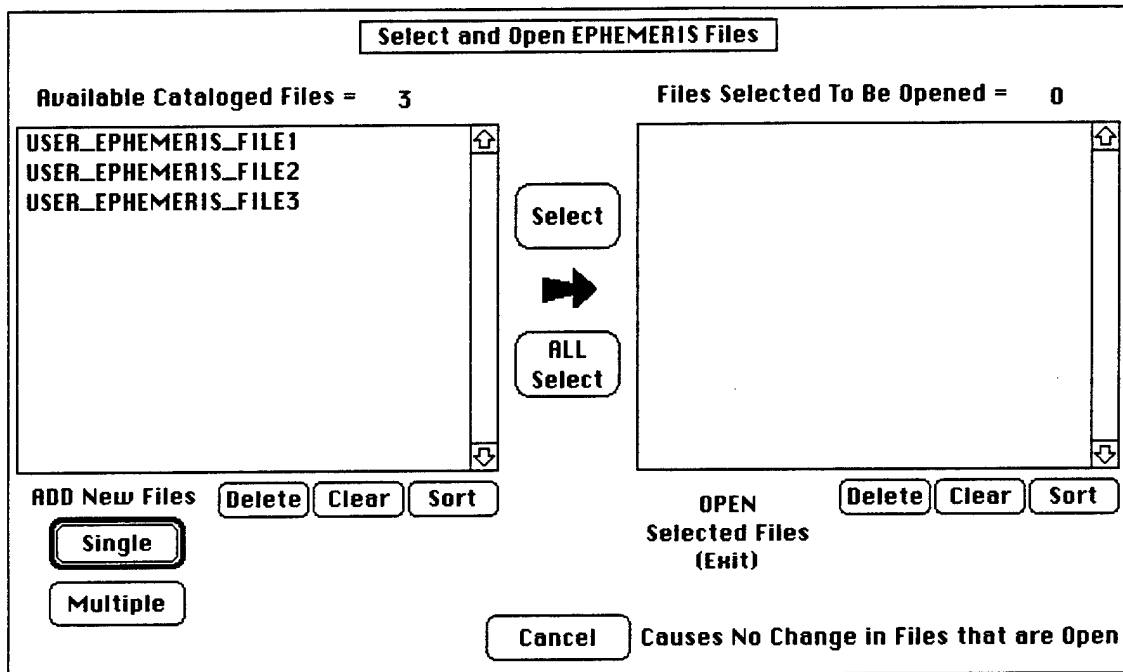 Select and Open EPHEMERIS Files
Available Cataloged Files = 3
Files Selected To Be Opened = 0
USER_EPHEMERIS_FILE1
USER_EPHEMERIS_FILE2
USER_EPHEMERIS_FILE3
Select
ALL
Select
ADD New Files
Delete
Clear
Sort
Single
Multiple
OPEN
Selected Files
(Exit)
Delete
Clear
Sort
Cancel
Causes No Change in Files that are Open